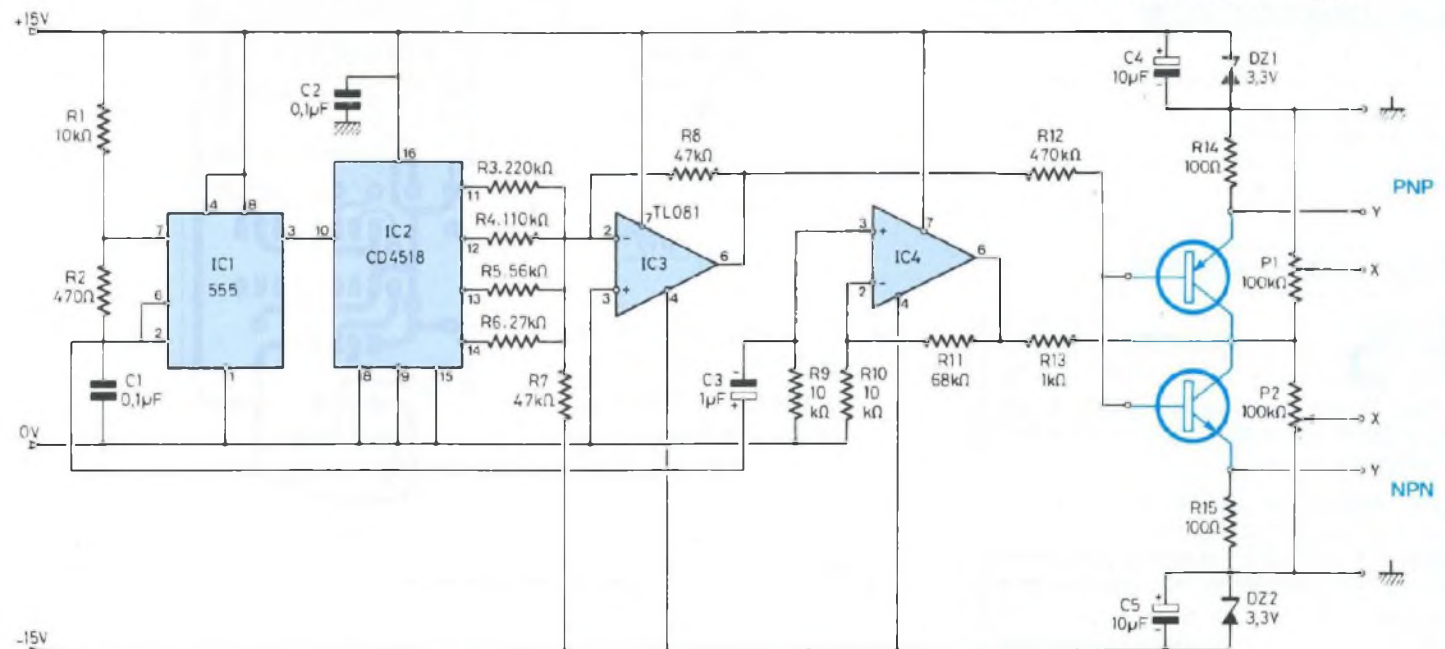 +15V
R1
10kΩ
R2
470Ω
C1
0,1µF
0V
-15V
4
8
7
6
2
3
1
IC1
555
C2
0,1µF
16
10
IC2
CD4518
11
12
13
14
8
9
15
R3.220kΩ
R4.110kΩ
R5.56kΩ
R6.27kΩ
R7
47kΩ
R8
47kΩ
TL081
2
-
3
+
7
6
4
IC3
C3
1µF
-
+
R9
10
kΩ
R10
10
kΩ
3
+
2
-
7
6
4
IC4
R11
68kΩ
R12
470kΩ
R13
1kΩ
C4
10µF
+
-
DZ1
3,3V
R14
100Ω
PNP
Y
P1
100kΩ
X
P2
100kΩ
X
Y
NPN
R15
100Ω
C5
10µF
+
-
DZ2
3,3V